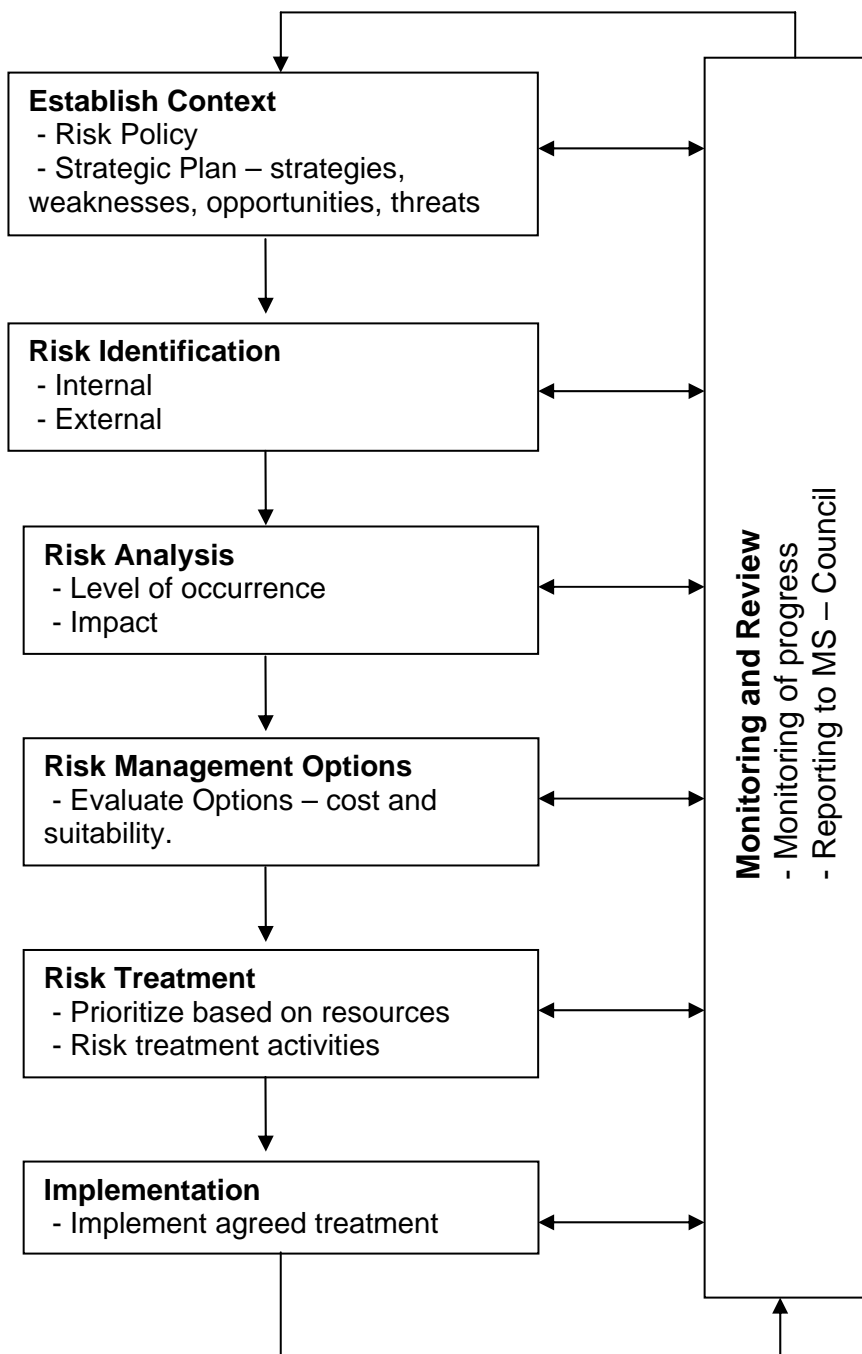 Establish Context
- Risk Policy
- Strategic Plan – strategies,
weaknesses, opportunities, threats
Risk Identification
- Internal
- External
Risk Analysis
- Level of occurrence
- Impact
Risk Management Options
- Evaluate Options – cost and
suitability.
Risk Treatment
- Prioritize based on resources
- Risk treatment activities
Implementation
- Implement agreed treatment
Monitoring and Review
- Monitoring of progress
- Reporting to MS – Council